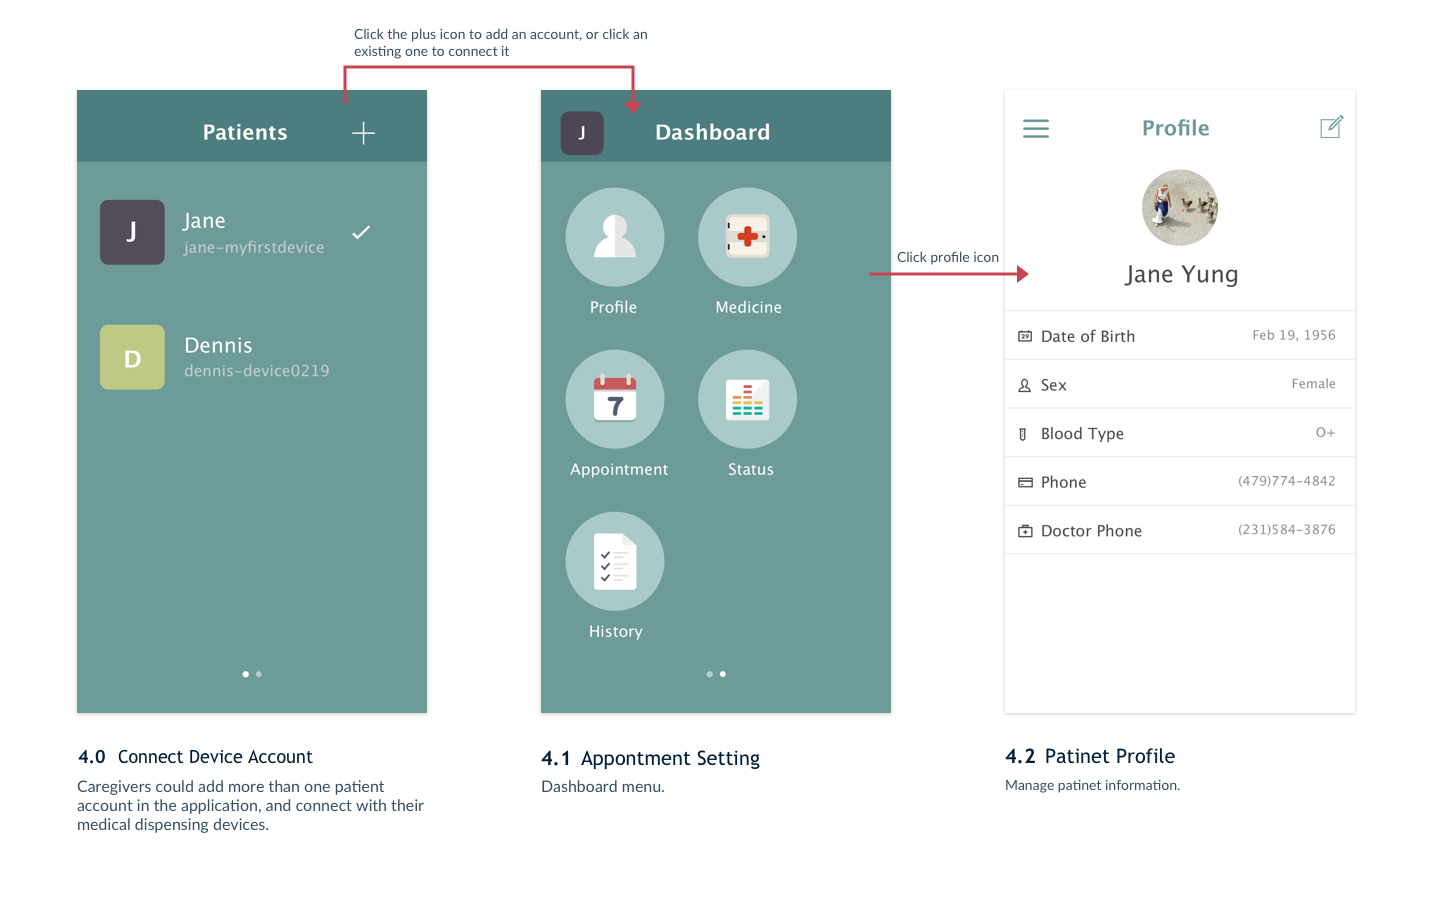 Click the plus icon to add an account, or click an
existing one to connect it
Patients
J
Jane
jane-myfirstdevice
D
Dennis
dennis-device0219
4.0 Connect Device Account
Caregivers could add more than one patient
account in the application, and connect with their
medical dispensing devices.
J
Dashboard
Profile
Medicine
7
Appointment
Status
History
4.1 Appontment Setting
Dashboard menu.
Click profile icon
Profile
Jane Yung
29 Date of Birth Feb 19, 1956
Sex Female
Blood Type O+
Phone (479)774-4842
Doctor Phone (231)584-3876
4.2 Patinet Profile
Manage patinet information.